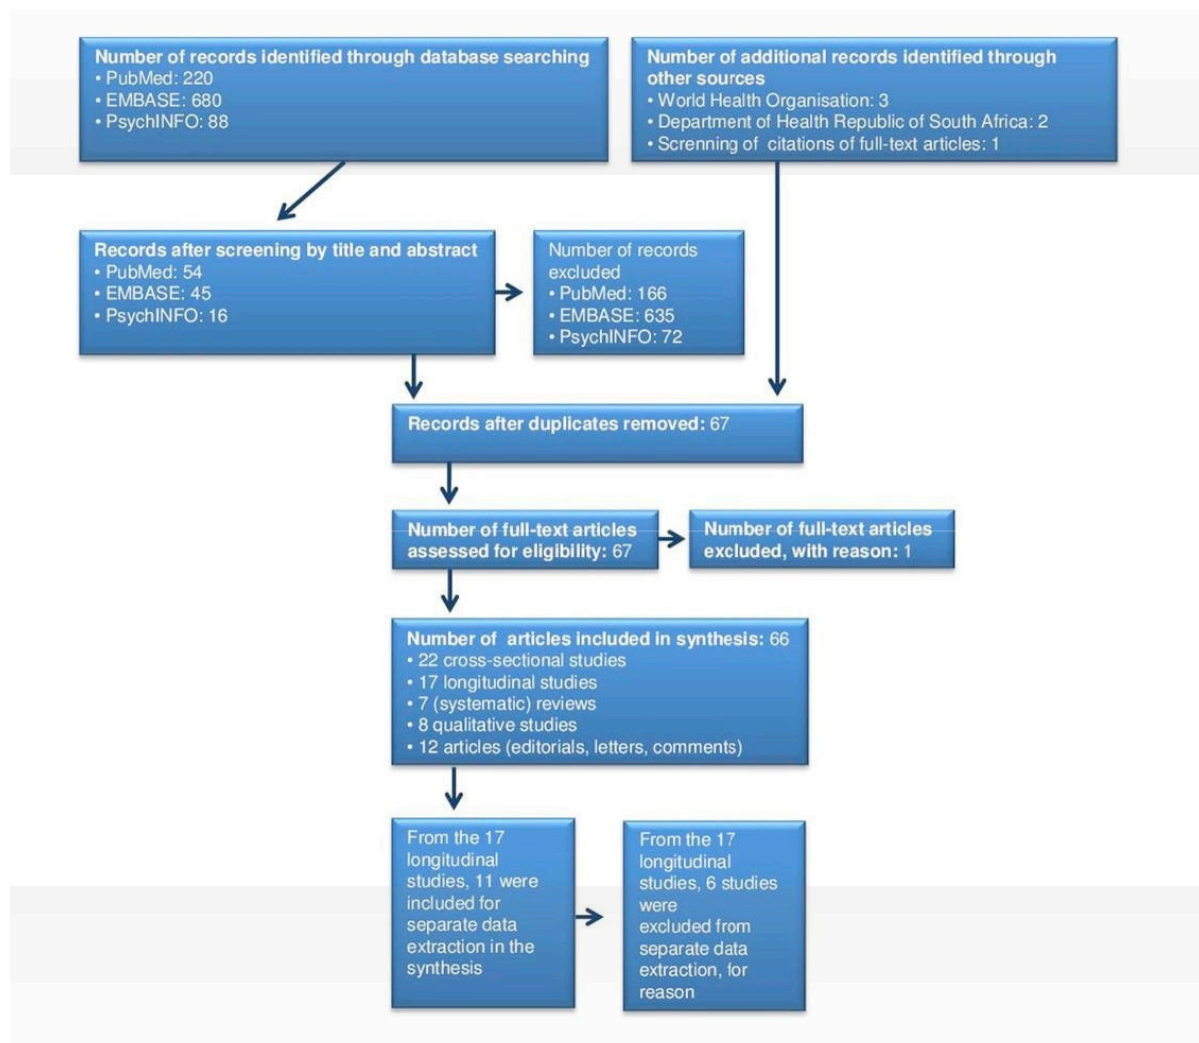 Number of records identified through database searching
• PubMed: 220
• EMBASE: 680
• PsychINFO: 88
Number of additional records identified through
other sources
• World Health Organisation: 3
• Department of Health Republic of South Africa: 2
• Screnning of citations of full-text articles: 1
Records after screening by title and abstract
• PubMed: 54
• EMBASE: 45
• PsychINFO: 16
Number of records
excluded
• PubMed: 166
• EMBASE: 635
• PsychINFO: 72
Records after duplicates removed: 67
Number of full-text articles
assessed for eligibility: 67
Number of full-text articles
excluded, with reason: 1
Number of articles included in synthesis: 66
• 22 cross-sectional studies
• 17 longitudinal studies
• 7 (systematic) reviews
• 8 qualitative studies
• 12 articles (editorials, letters, comments)
From the 17
longitudinal
studies, 11 were
included for
separate data
extraction in the
synthesis
From the 17
longitudinal
studies, 6 studies
were
excluded from
separate data
extraction, for
reason